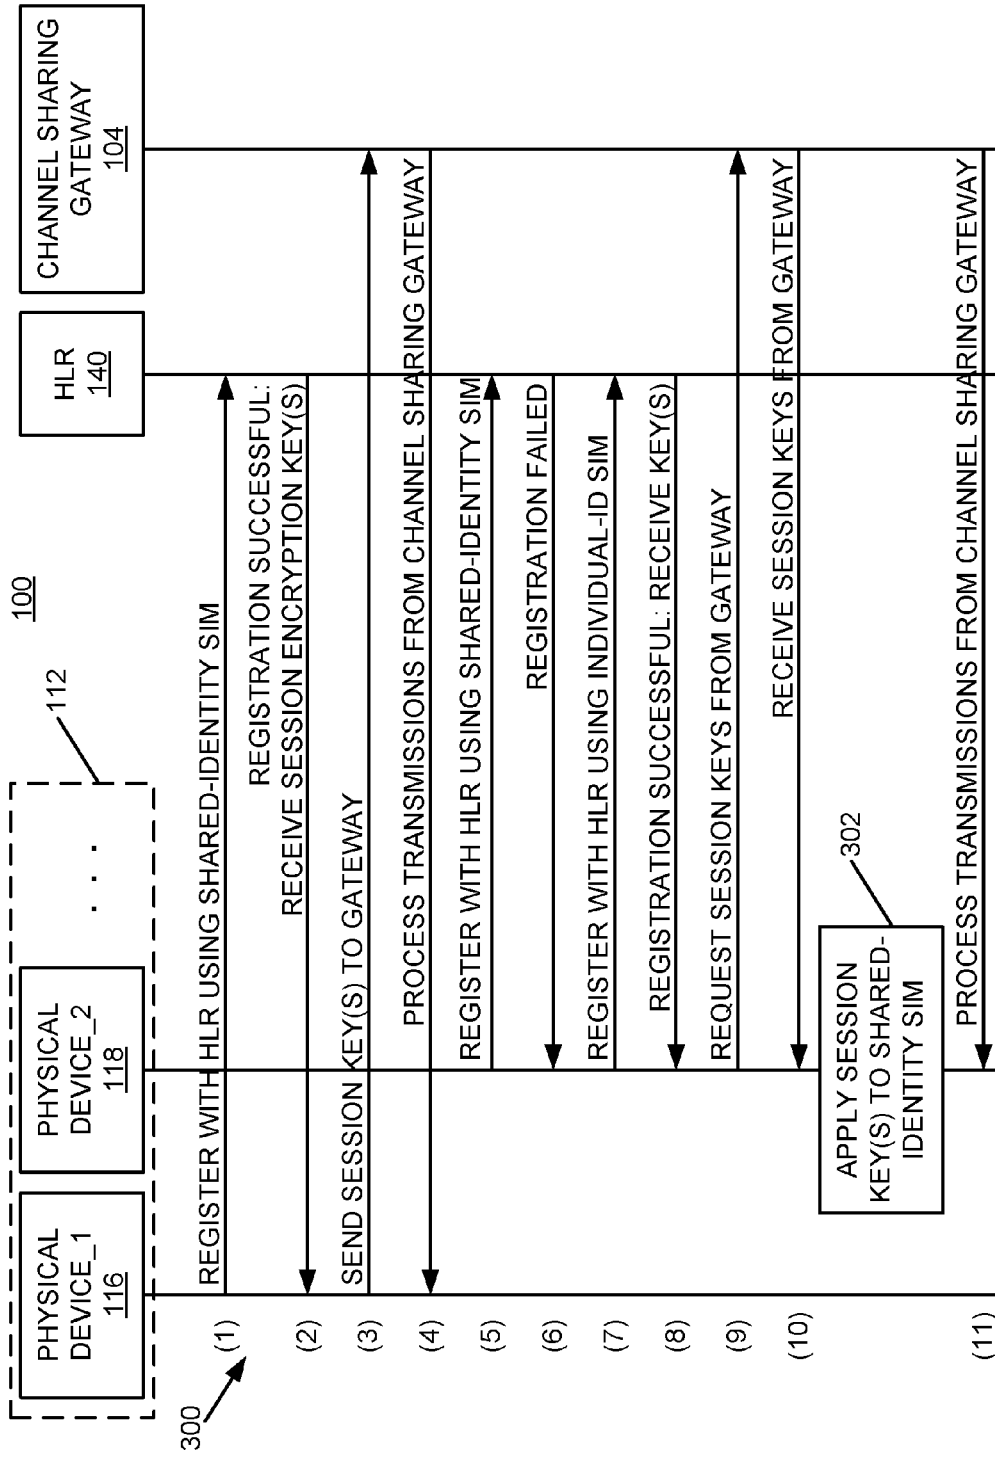 100
112
PHYSICAL
DEVICE_1
116
PHYSICAL
DEVICE_2
118
. . .
HLR
140
CHANNEL SHARING
GATEWAY
104
300
(1)
REGISTER WITH HLR USING SHARED-IDENTITY SIM
(2)
REGISTRATION SUCCESSFUL:
RECEIVE SESSION ENCRYPTION KEY(S)
(3)
SEND SESSION KEY(S) TO GATEWAY
(4)
PROCESS TRANSMISSIONS FROM CHANNEL SHARING GATEWAY
(5)
REGISTER WITH HLR USING SHARED-IDENTITY SIM
(6)
REGISTRATION FAILED
(7)
REGISTER WITH HLR USING INDIVIDUAL-ID SIM
(8)
REGISTRATION SUCCESSFUL: RECEIVE KEY(S)
(9)
REQUEST SESSION KEYS FROM GATEWAY
(10)
RECEIVE SESSION KEYS FROM GATEWAY
APPLY SESSION
KEY(S) TO SHARED-
IDENTITY SIM
302
(11)
PROCESS TRANSMISSIONS FROM CHANNEL SHARING GATEWAY